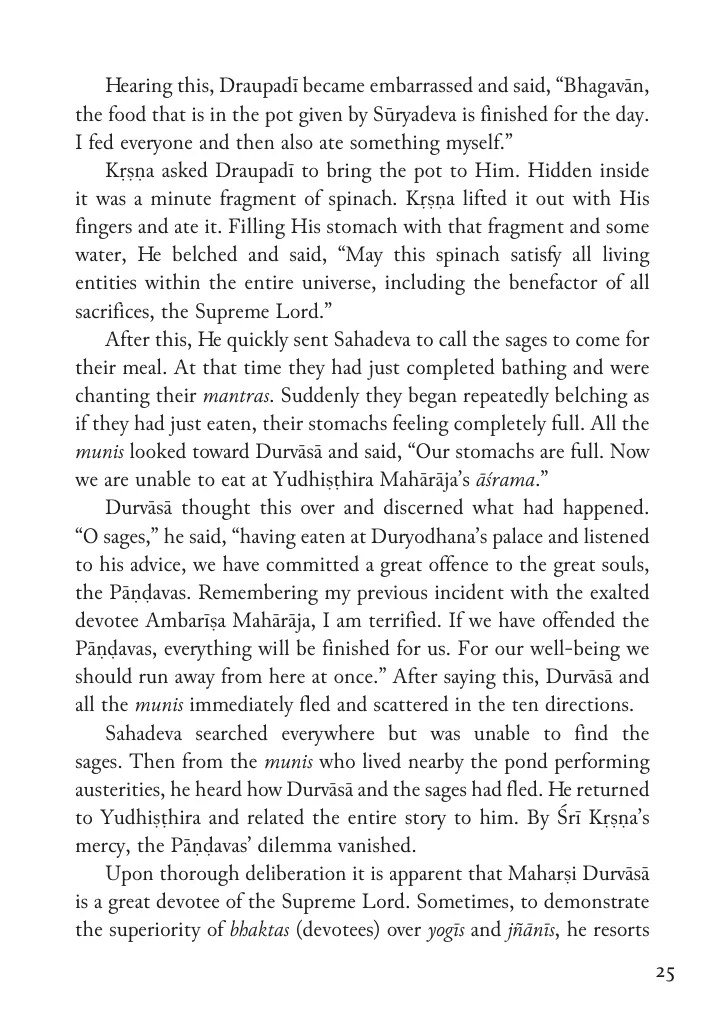 Hearing this, Draupadī became embarrassed and said, “Bhagavān,
the food that is in the pot given by Sūryadeva is finished for the day.
I fed everyone and then also ate something myself.”
Kṛṣṇa asked Draupadī to bring the pot to Him. Hidden inside
it was a minute fragment of spinach. Kṛṣṇa lifted it out with His
fingers and ate it. Filling His stomach with that fragment and some
water, He belched and said, “May this spinach satisfy all living
entities within the entire universe, including the benefactor of all
sacrifices, the Supreme Lord.”
After this, He quickly sent Sahadeva to call the sages to come for
their meal. At that time they had just completed bathing and were
chanting their mantras. Suddenly they began repeatedly belching as
if they had just eaten, their stomachs feeling completely full. All the
munis looked toward Durvāsā and said, “Our stomachs are full. Now
we are unable to eat at Yudhiṣṭhira Mahārāja’s āśrama.”
Durvāsā thought this over and discerned what had happened.
“O sages,” he said, “having eaten at Duryodhana’s palace and listened
to his advice, we have committed a great offence to the great souls,
the Pāṇḍavas. Remembering my previous incident with the exalted
devotee Ambarīṣa Mahārāja, I am terrified. If we have offended the
Pāṇḍavas, everything will be finished for us. For our well-being we
should run away from here at once.” After saying this, Durvāsā and
all the munis immediately fled and scattered in the ten directions.
Sahadeva searched everywhere but was unable to find the
sages. Then from the munis who lived nearby the pond performing
austerities, he heard how Durvāsā and the sages had fled. He returned
to Yudhiṣṭhira and related the entire story to him. By Śrī Kṛṣṇa’s
mercy, the Pāṇḍavas’ dilemma vanished.
Upon thorough deliberation it is apparent that Maharṣi Durvāsā
is a great devotee of the Supreme Lord. Sometimes, to demonstrate
the superiority of bhaktas (devotees) over yogīs and jñānīs, he resorts
25